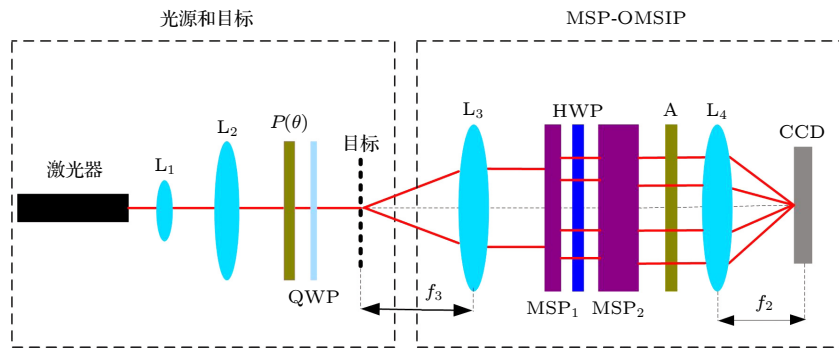 光源和目标
MSP-OMSIP
激光器
L₁
L₂
P(θ)
QWP
目标
f₃
L₃
HWP
MSP₁
MSP₂
A
L₄
CCD
f₂